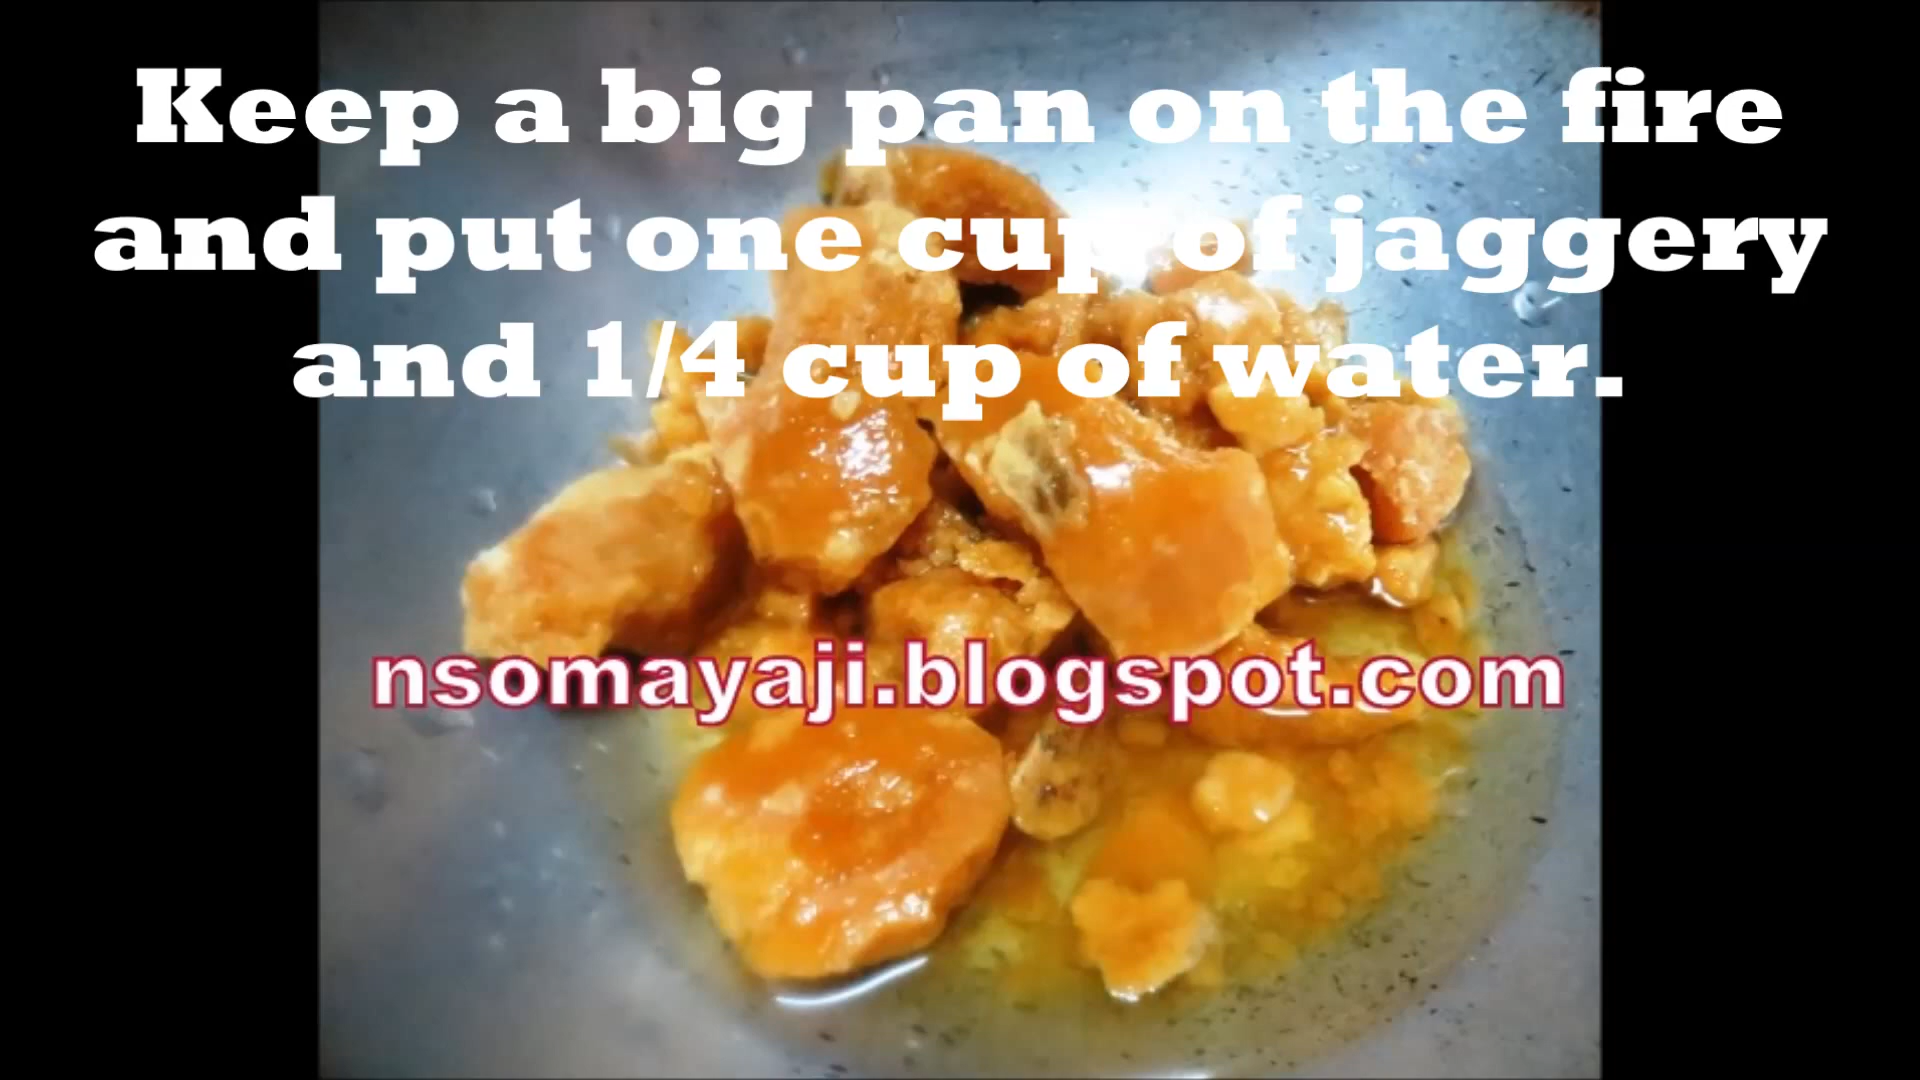 Keep a big pan on the fire
and put one cup of jaggery
and 1/4 cup of water.
nsomayaji.blogspot.com